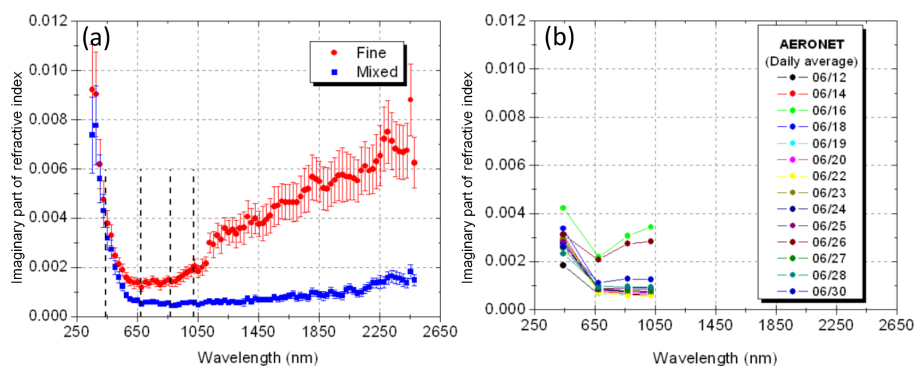 (a)
Fine
Mixed
0.012
0.010
0.008
0.006
0.004
0.002
0.000
250 650 1050 1450 1850 2250 2650
Wavelength (nm)
Imaginary part of refractive index
(b)
AERONET
(Daily average)
06/12
06/14
06/16
06/18
06/19
06/20
06/22
06/23
06/24
06/25
06/26
06/27
06/28
06/30
0.012
0.010
0.008
0.006
0.004
0.002
0.000
250 650 1050 1450 1850 2250 2650
Wavelength (nm)
Imaginary part of refractive index